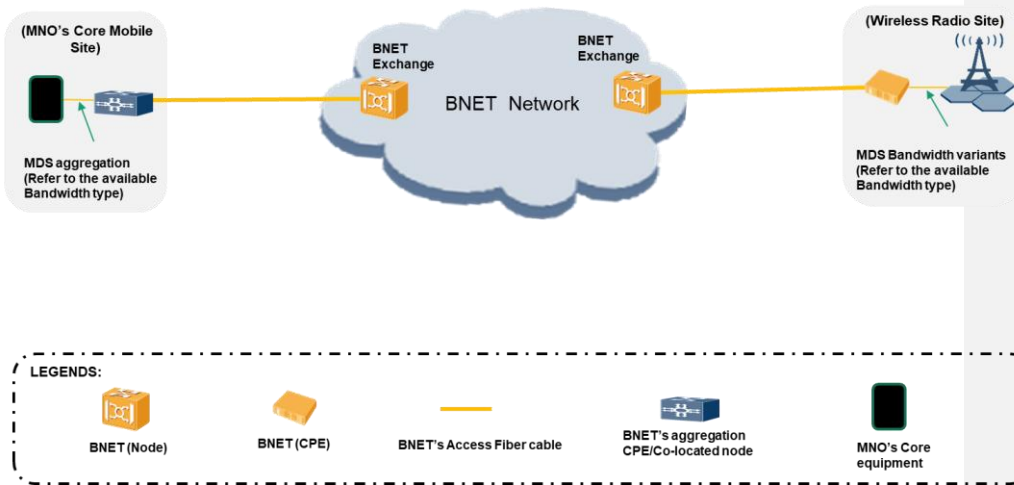 (MNO's Core Mobile
Site)
BNET
Exchange
BNET
Exchange
(Wireless Radio Site)
BNET Network
MDS aggregation
(Refer to the available
Bandwidth type)
MDS Bandwidth variants
(Refer to the available
Bandwidth type)
LEGENDS:
BNET (Node)
BNET (CPE)
BNET's Access Fiber cable
BNET's aggregation
CPE/Co-located node
MNO's Core
equipment